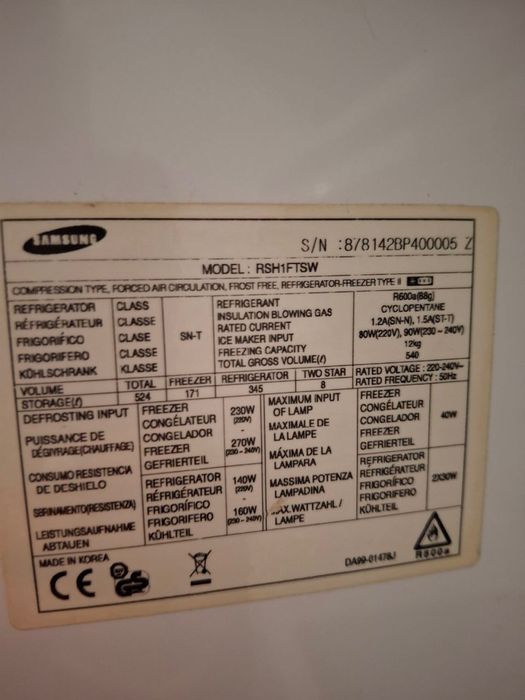 SAMSUNG
S/N :878142BP400005 Z
MODEL : RSH1FTSW
COMPRESSION TYPE, FORCED AIR CIRCULATION, FROST FREE, REFRIGERATOR-FREEZER TYPE II
REFRIGERATOR CLASS
RÉFRIGÉRATEUR CLASSE
FRIGORÍFICO CLASE
FRIGORIFERO CLASSE
KÜHLSCHRANK KLASSE
SN-T
REFRIGERANT R600a(88g)
INSULATION BLOWING GAS CYCLOPENTANE
RATED CURRENT 1.2A(SN-N), 1.5A(ST-T)
ICE MAKER INPUT 80W(220V), 90W(230 ~ 240V)
FREEZING CAPACITY 12kg
TOTAL GROSS VOLUME(ℓ) 540
VOLUME TOTAL FREEZER REFRIGERATOR TWO STAR RATED VOLTAGE : 220-240V~
STORAGE(ℓ) 524 171 345 8 RATED FREQUENCY : 50Hz
DEFROSTING INPUT
PUISSANCE DE
DÉGIVRAGE(CHAUFFAGE)
CONSUMO RESISTENCIA
DE DESHIELO
SBRINAMENTO(RESISTENZA)
LEISTUNGSAUFNAHME
ABTAUEN
FREEZER
CONGÉLATEUR
CONGELADOR
FREEZER
GEFRIERTEIL
230W
(220V)
270W
(230 ~ 240V)
REFRIGERATOR
RÉFRIGÉRATEUR
FRIGORÍFICO
FRIGORIFERO
KÜHLTEIL
140W
(220V)
160W
(230 ~ 240V)
MAXIMUM INPUT
OF LAMP
MAXIMALE DE
LA LAMPE
MÁXIMA DE LA
LAMPARA
MASSIMA POTENZA
LAMPADINA
MAX.WATTZAHL /
LAMPE
FREEZER
CONGÉLATEUR
CONGELADOR
FREEZER
GEFRIERTEIL
40W
REFRIGERATOR
RÉFRIGÉRATEUR
FRIGORÍFICO
FRIGORIFERO
KÜHLTEIL
2X30W
MADE IN KOREA
CE
GS
DA99-01478J
R600a